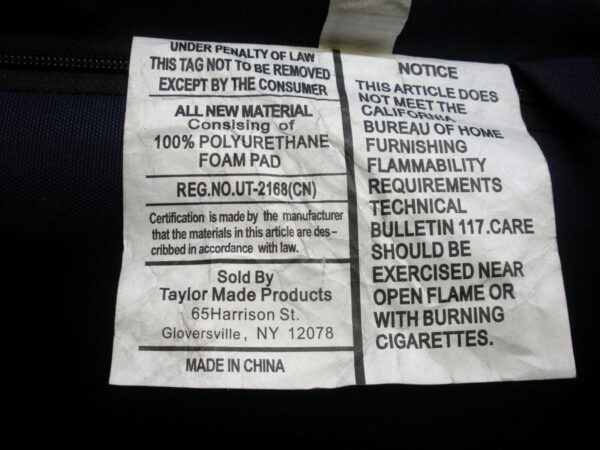 UNDER PENALTY OF LAW
THIS TAG NOT TO BE REMOVED
EXCEPT BY THE CONSUMER
ALL NEW MATERIAL
Consising of
100% POLYURETHANE
FOAM PAD
REG.NO.UT-2168(CN)
Certification is made by the manufacturer
that the materials in this article are des-
cribbed in accordance with law.
Sold By
Taylor Made Products
65Harrison St.
Gloversville, NY 12078
MADE IN CHINA
NOTICE
THIS ARTICLE DOES
NOT MEET THE
CALIFORNIA
BUREAU OF HOME
FURNISHING
FLAMMABILITY
REQUIREMENTS
TECHNICAL
BULLETIN 117.CARE
SHOULD BE
EXERCISED NEAR
OPEN FLAME OR
WITH BURNING
CIGARETTES.